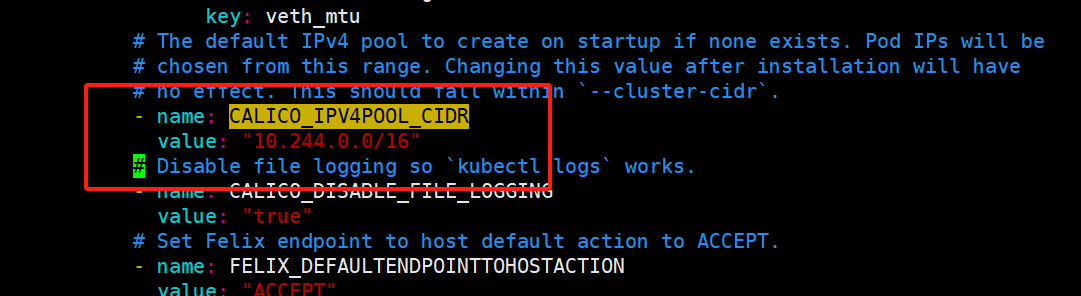 key: veth_mtu
# The default IPv4 pool to create on startup if none exists. Pod IPs will be
# chosen from this range. Changing this value after installation will have
# no effect. This should fall within `--cluster-cidr`.
- name: CALICO_IPV4POOL_CIDR
value: "10.244.0.0/16"
# Disable file logging so `kubectl logs` works.
- name: CALICO_DISABLE_FILE_LOGGING
value: "true"
# Set Felix endpoint to host default action to ACCEPT.
- name: FELIX_DEFAULTENDPOINTTOHOSTACTION
value: "ACCEPT"